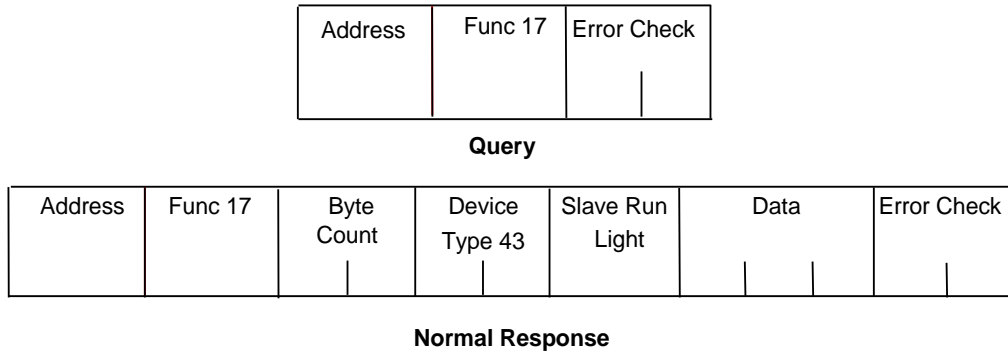 Address Func 17 Error Check
Query
Address Func 17 Byte Device Slave Run Data Error Check
Count Type 43 Light
Normal Response